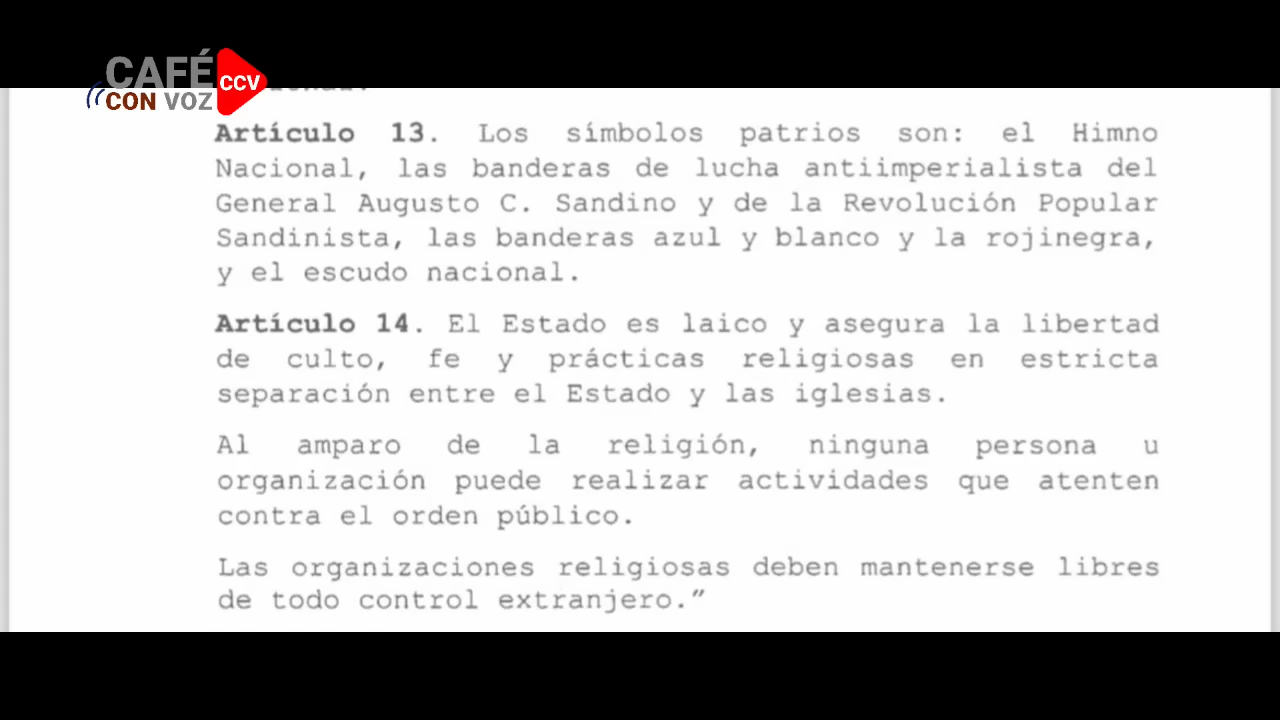 CAFÉ
CON VOZ
CCV
Artículo 13. Los símbolos patrios son: el Himno
Nacional, las banderas de lucha antiimperialista del
General Augusto C. Sandino y de la Revolución Popular
Sandinista, las banderas azul y blanco y la rojinegra,
y el escudo nacional.
Artículo 14. El Estado es laico y asegura la libertad
de culto, fe y prácticas religiosas en estricta
separación entre el Estado y las iglesias.
Al amparo de la religión, ninguna persona u
organización puede realizar actividades que atenten
contra el orden público.
Las organizaciones religiosas deben mantenerse libres
de todo control extranjero.”